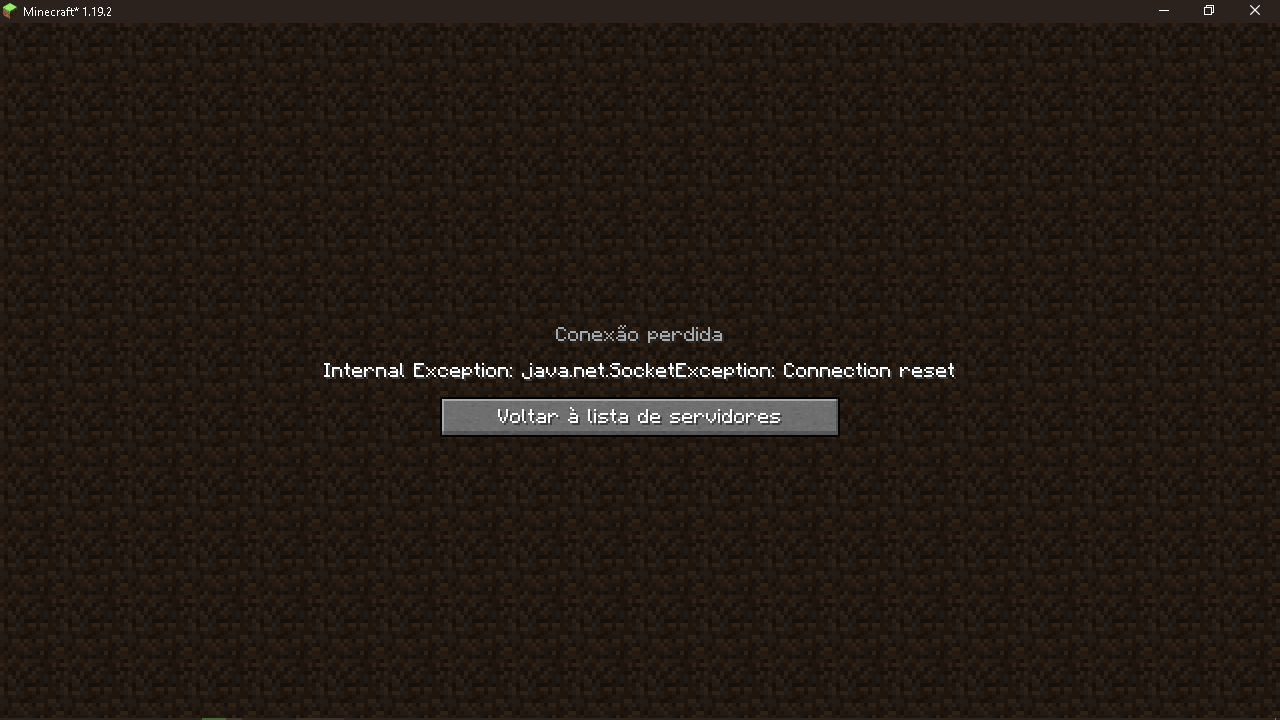 Minecraft* 1.19.2
Conexão perdida
Internal Exception: java.net.SocketException: Connection reset
Voltar à lista de servidores